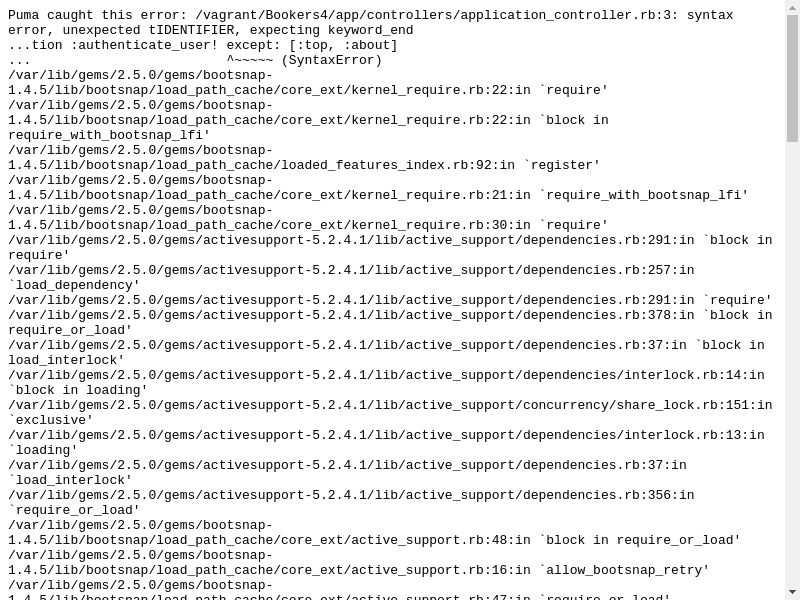 Puma caught this error: /vagrant/Bookers4/app/controllers/application_controller.rb:3: syntax
error, unexpected tIDENTIFIER, expecting keyword_end
...tion :authenticate_user! except: [:top, :about]
...                         ^~~~~~ (SyntaxError)
/var/lib/gems/2.5.0/gems/bootsnap-
1.4.5/lib/bootsnap/load_path_cache/core_ext/kernel_require.rb:22:in `require'
/var/lib/gems/2.5.0/gems/bootsnap-
1.4.5/lib/bootsnap/load_path_cache/core_ext/kernel_require.rb:22:in `block in
require_with_bootsnap_lfi'
/var/lib/gems/2.5.0/gems/bootsnap-
1.4.5/lib/bootsnap/load_path_cache/loaded_features_index.rb:92:in `register'
/var/lib/gems/2.5.0/gems/bootsnap-
1.4.5/lib/bootsnap/load_path_cache/core_ext/kernel_require.rb:21:in `require_with_bootsnap_lfi'
/var/lib/gems/2.5.0/gems/bootsnap-
1.4.5/lib/bootsnap/load_path_cache/core_ext/kernel_require.rb:30:in `require'
/var/lib/gems/2.5.0/gems/activesupport-5.2.4.1/lib/active_support/dependencies.rb:291:in `block in
require'
/var/lib/gems/2.5.0/gems/activesupport-5.2.4.1/lib/active_support/dependencies.rb:257:in
`load_dependency'
/var/lib/gems/2.5.0/gems/activesupport-5.2.4.1/lib/active_support/dependencies.rb:291:in `require'
/var/lib/gems/2.5.0/gems/activesupport-5.2.4.1/lib/active_support/dependencies.rb:378:in `block in
require_or_load'
/var/lib/gems/2.5.0/gems/activesupport-5.2.4.1/lib/active_support/dependencies.rb:37:in `block in
load_interlock'
/var/lib/gems/2.5.0/gems/activesupport-5.2.4.1/lib/active_support/dependencies/interlock.rb:14:in
`block in loading'
/var/lib/gems/2.5.0/gems/activesupport-5.2.4.1/lib/active_support/concurrency/share_lock.rb:151:in
`exclusive'
/var/lib/gems/2.5.0/gems/activesupport-5.2.4.1/lib/active_support/dependencies/interlock.rb:13:in
`loading'
/var/lib/gems/2.5.0/gems/activesupport-5.2.4.1/lib/active_support/dependencies.rb:37:in
`load_interlock'
/var/lib/gems/2.5.0/gems/activesupport-5.2.4.1/lib/active_support/dependencies.rb:356:in
`require_or_load'
/var/lib/gems/2.5.0/gems/bootsnap-
1.4.5/lib/bootsnap/load_path_cache/core_ext/active_support.rb:48:in `block in require_or_load'
/var/lib/gems/2.5.0/gems/bootsnap-
1.4.5/lib/bootsnap/load_path_cache/core_ext/active_support.rb:16:in `allow_bootsnap_retry'
/var/lib/gems/2.5.0/gems/bootsnap-
1.4.5/lib/bootsnap/load_path_cache/core_ext/active_support.rb:47:in `require_or_load'